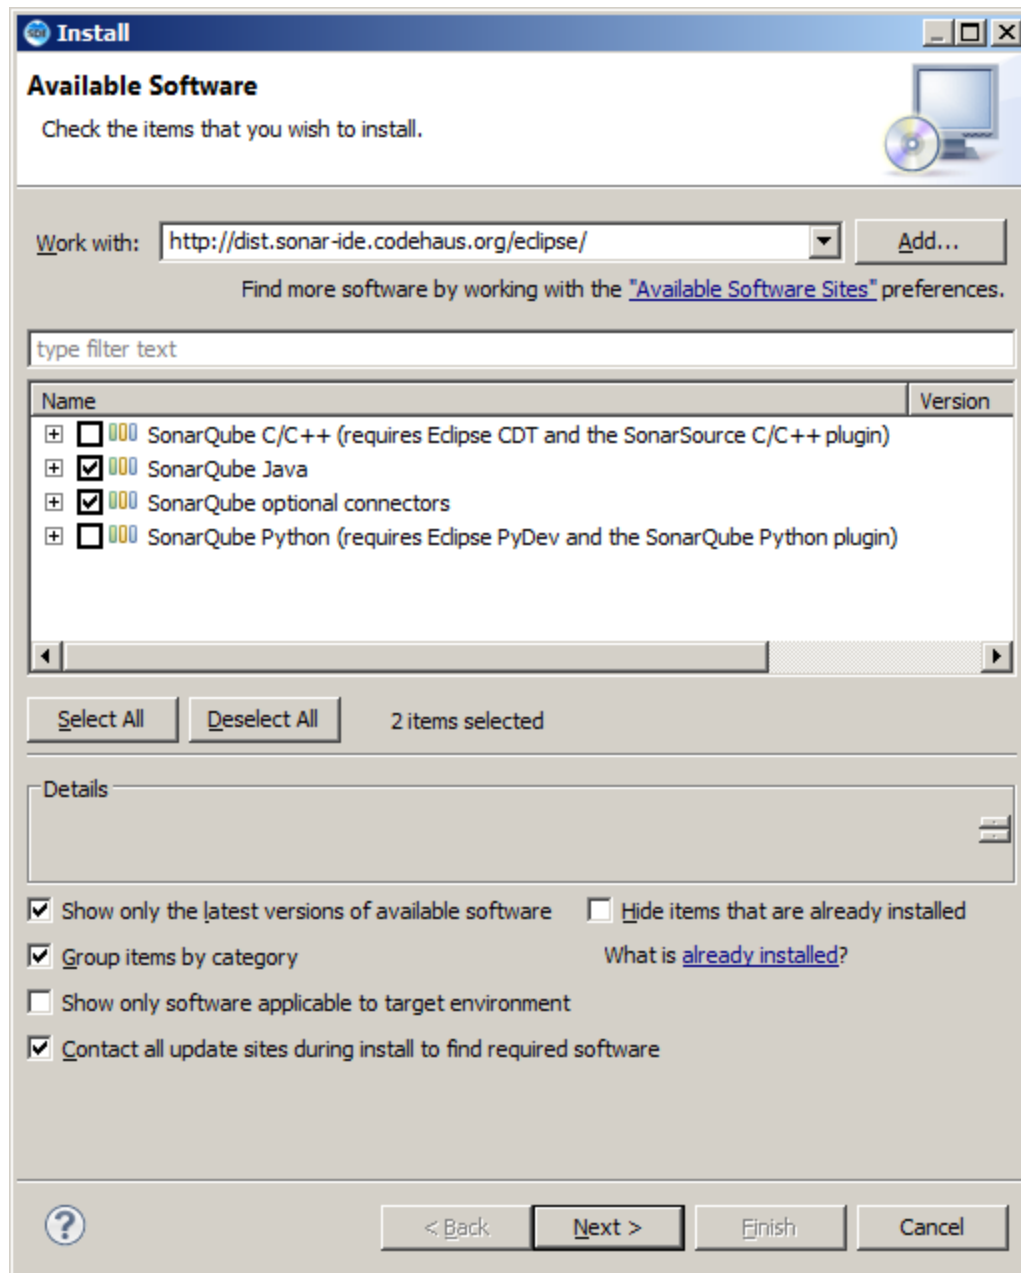 SDI Install
Available Software
Check the items that you wish to install.
Work with: http://dist.sonar-ide.codehaus.org/eclipse/ Add...
Find more software by working with the "Available Software Sites" preferences.
type filter text
Name Version
SonarQube C/C++ (requires Eclipse CDT and the SonarSource C/C++ plugin)
SonarQube Java
SonarQube optional connectors
SonarQube Python (requires Eclipse PyDev and the SonarQube Python plugin)
Select All Deselect All 2 items selected
Details
Show only the latest versions of available software Hide items that are already installed
Group items by category What is already installed?
Show only software applicable to target environment
Contact all update sites during install to find required software
? < Back Next > Finish Cancel